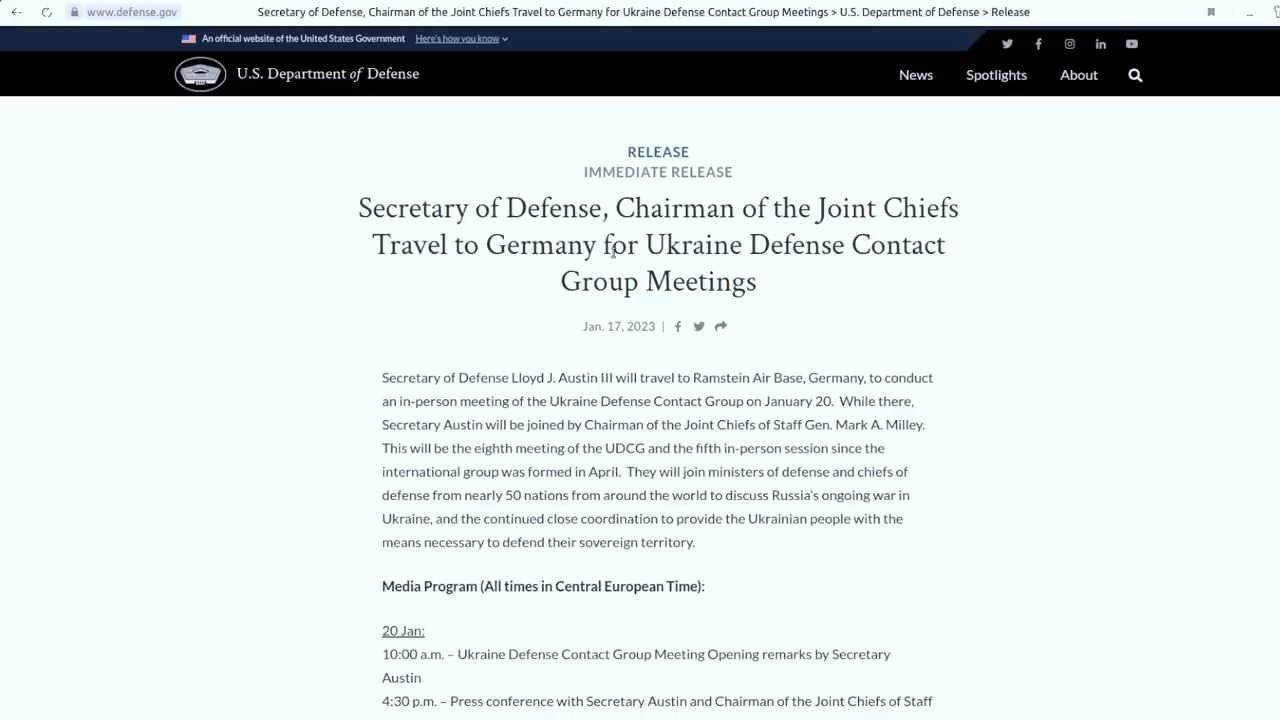 www.defense.gov
Secretary of Defense, Chairman of the Joint Chiefs Travel to Germany for Ukraine Defense Contact Group Meetings > U.S. Department of Defense > Release
An official website of the United States Government Here's how you know
U.S. Department of Defense
News Spotlights About
RELEASE
IMMEDIATE RELEASE
Secretary of Defense, Chairman of the Joint Chiefs
Travel to Germany for Ukraine Defense Contact
Group Meetings
Jan. 17, 2023 |
Secretary of Defense Lloyd J. Austin III will travel to Ramstein Air Base, Germany, to conduct
an in-person meeting of the Ukraine Defense Contact Group on January 20. While there,
Secretary Austin will be joined by Chairman of the Joint Chiefs of Staff Gen. Mark A. Milley.
This will be the eighth meeting of the UDCG and the fifth in-person session since the
international group was formed in April. They will join ministers of defense and chiefs of
defense from nearly 50 nations from around the world to discuss Russia's ongoing war in
Ukraine, and the continued close coordination to provide the Ukrainian people with the
means necessary to defend their sovereign territory.
Media Program (All times in Central European Time):
20 Jan:
10:00 a.m. – Ukraine Defense Contact Group Meeting Opening remarks by Secretary
Austin
4:30 p.m. – Press conference with Secretary Austin and Chairman of the Joint Chiefs of Staff